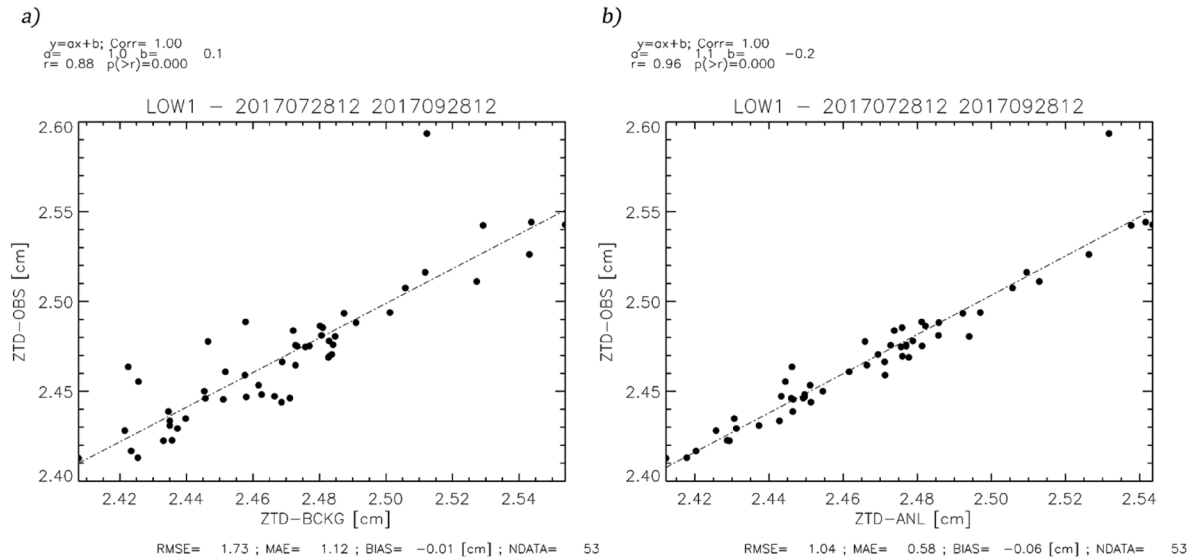 a)
y=ax+b; Corr= 1.00
a= 1.0 b= 0.1
r= 0.88 p(>r)=0.000
LOW1 − 2017072812 2017092812
2.60
2.55
2.50
2.45
2.40
ZTD−OBS [cm]
2.42 2.44 2.46 2.48 2.50 2.52 2.54
ZTD−BCKG [cm]
RMSE= 1.73 ; MAE= 1.12 ; BIAS= −0.01 [cm] ; NDATA= 53
b)
y=ax+b; Corr= 1.00
a= 1.1 b= −0.2
r= 0.96 p(>r)=0.000
LOW1 − 2017072812 2017092812
2.60
2.55
2.50
2.45
2.40
ZTD−OBS [cm]
2.42 2.44 2.46 2.48 2.50 2.52 2.54
ZTD−ANL [cm]
RMSE= 1.04 ; MAE= 0.58 ; BIAS= −0.06 [cm] ; NDATA= 53